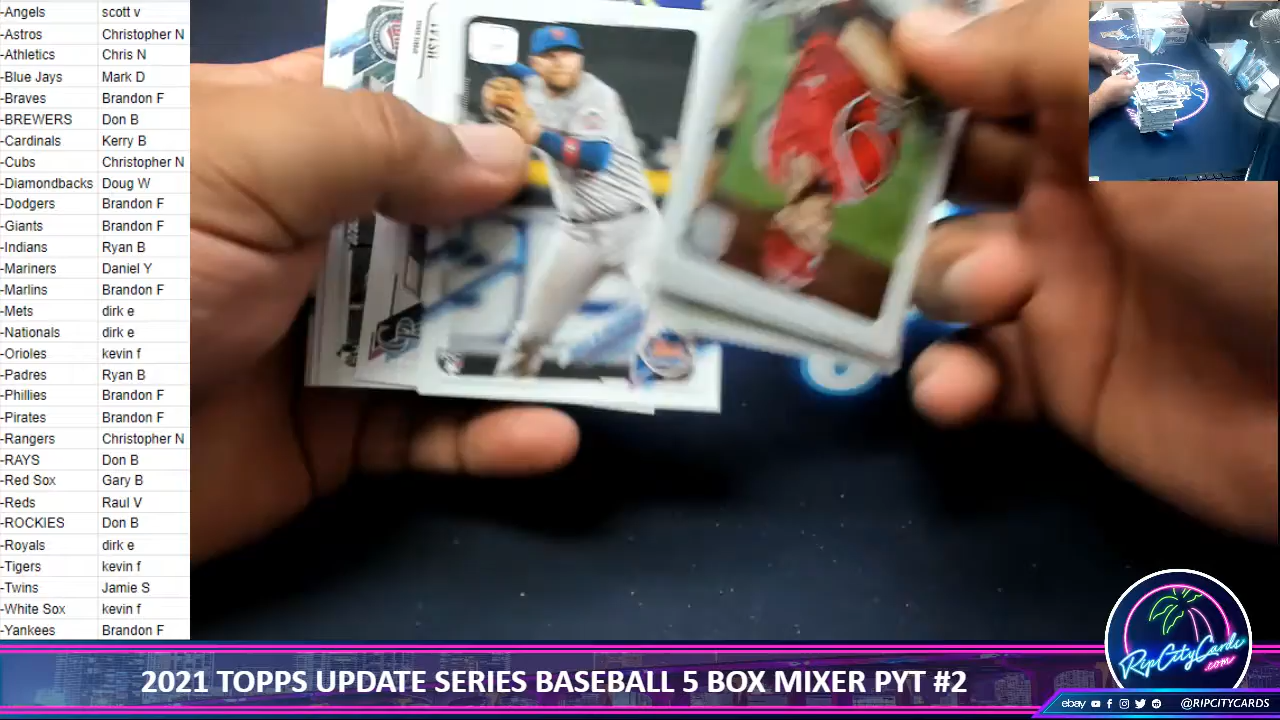 -Angels scott v
-Astros Christopher N
-Athletics Chris N
-Blue Jays Mark D
-Braves Brandon F
-BREWERS Don B
-Cardinals Kerry B
-Cubs Christopher N
-Diamondbacks Doug W
-Dodgers Brandon F
-Giants Brandon F
-Indians Ryan B
-Mariners Daniel Y
-Marlins Brandon F
-Mets dirk e
-Nationals dirk e
-Orioles kevin f
-Padres Ryan B
-Phillies Brandon F
-Pirates Brandon F
-Rangers Christopher N
-RAYS Don B
-Red Sox Gary B
-Reds Raul V
-ROCKIES Don B
-Royals dirk e
-Tigers kevin f
-Twins Jamie S
-White Sox kevin f
-Yankees Brandon F
RipCityCards
.com
2021 TOPPS UPDATE SERIES BASEBALL 5 BOX MIXER PYT #2
ebay @RIPCITYCARDS